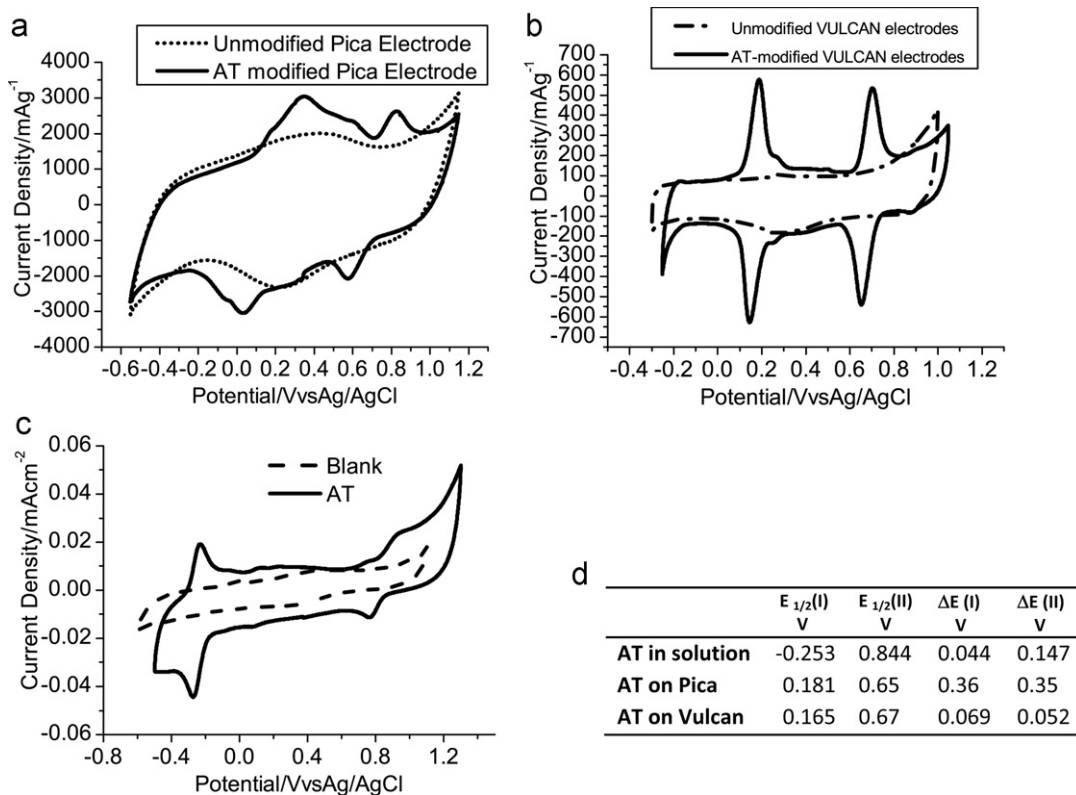 a
Unmodified Pica Electrode
AT modified Pica Electrode
4000
3000
2000
1000
0
-1000
-2000
-3000
-4000
Current Density/mAg-1
-0.6 -0.4 -0.2 0.0 0.2 0.4 0.6 0.8 1.0 1.2
Potential/VvsAg/AgCl
b
Unmodified VULCAN electrodes
AT-modified VULCAN electrodes
700
600
500
400
300
200
100
0
-100
-200
-300
-400
-500
-600
-700
Current Density/mAg-1
-0.4 -0.2 0.0 0.2 0.4 0.6 0.8 1.0 1.2
Potential/VvsAg/AgCl
c
Blank
AT
0.06
0.04
0.02
0.00
-0.02
-0.04
-0.06
Current Density/mAcm-2
-0.8 -0.4 0.0 0.4 0.8 1.2
Potential/VvsAg/AgCl
d
E 1/2(I) E 1/2(II) ΔE (I) ΔE (II)
V V V V
AT in solution -0.253 0.844 0.044 0.147
AT on Pica 0.181 0.65 0.36 0.35
AT on Vulcan 0.165 0.67 0.069 0.052